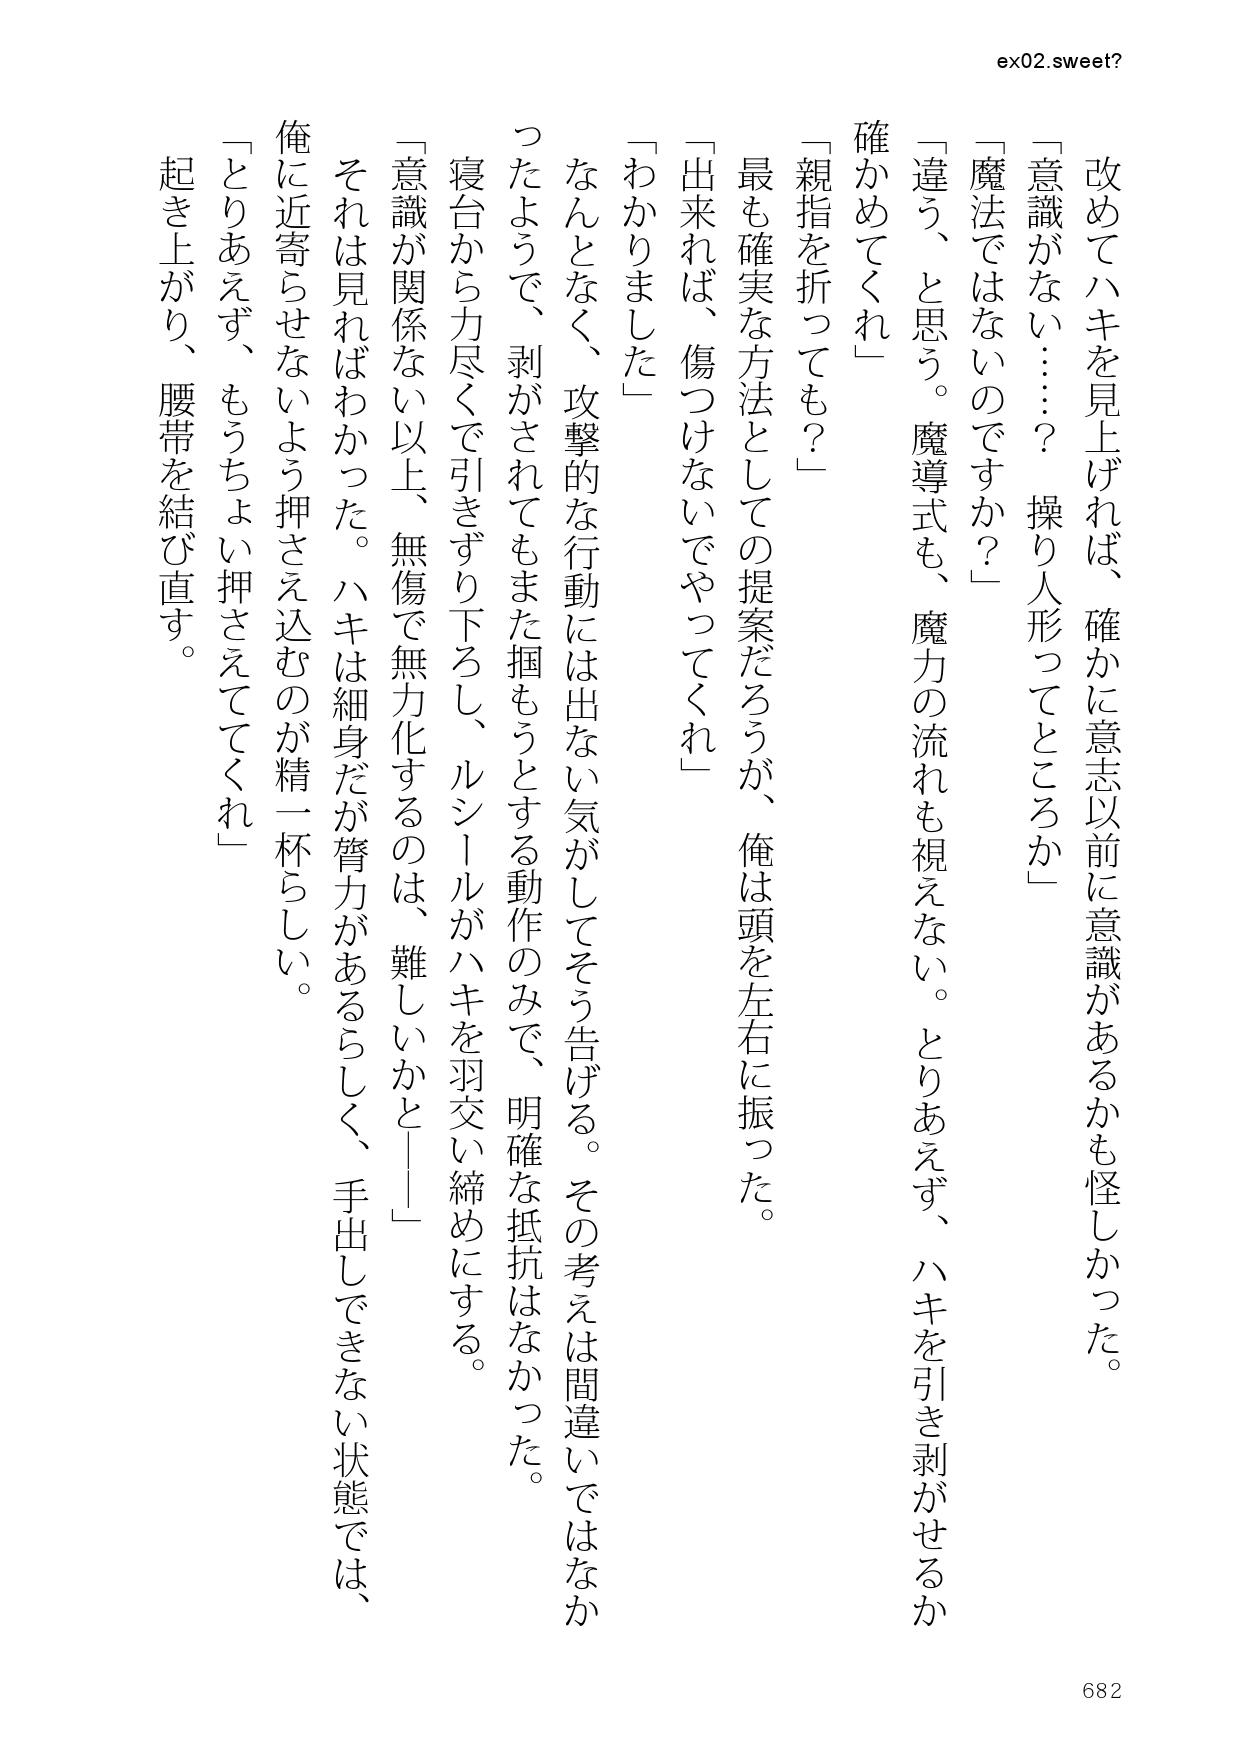 ex02.sweet?
　改めてハキを見上げれば、確かに意志以前に意識があるかも怪しかった。
「意識がない……？　操り人形ってところか」
「魔法ではないのですか？」
「違う、と思う。魔導式も、魔力の流れも視えない。とりあえず、ハキを引き剥がせるか
確かめてくれ」
「親指を折っても？」
　最も確実な方法としての提案だろうが、俺は頭を左右に振った。
「出来れば、傷つけないでやってくれ」
「わかりました」
　なんとなく、攻撃的な行動には出ない気がしてそう告げる。その考えは間違いではなか
ったようで、剥がされてもまた掴もうとする動作のみで、明確な抵抗はなかった。
　寝台から力尽くで引きずり下ろし、ルシールがハキを羽交い締めにする。
「意識が関係ない以上、無傷で無力化するのは、難しいかと――」
　それは見ればわかった。ハキは細身だが膂力があるらしく、手出しできない状態では、
俺に近寄らせないよう押さえ込むのが精一杯らしい。
「とりあえず、もうちょい押さえててくれ」
　起き上がり、腰帯を結び直す。
682